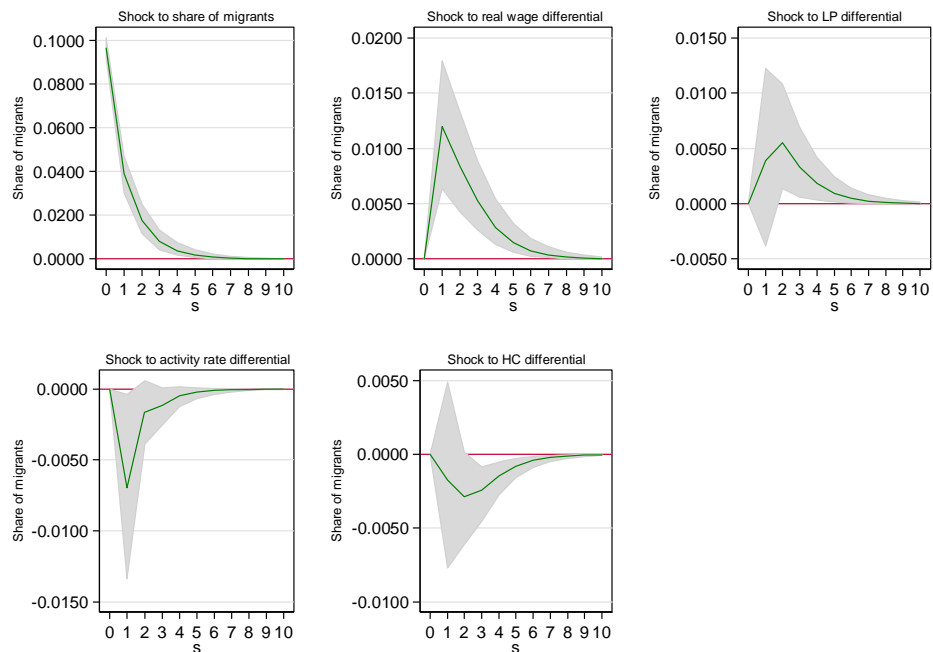 Shock to share of migrants
Share of migrants
0.1000
0.0800
0.0600
0.0400
0.0200
0.0000
0 1 2 3 4 5 6 7 8 9 10
s
Shock to real wage differential
Share of migrants
0.0200
0.0150
0.0100
0.0050
0.0000
0 1 2 3 4 5 6 7 8 9 10
s
Shock to LP differential
Share of migrants
0.0150
0.0100
0.0050
0.0000
-0.0050
0 1 2 3 4 5 6 7 8 9 10
s
Shock to activity rate differential
Share of migrants
0.0000
-0.0050
-0.0100
-0.0150
0 1 2 3 4 5 6 7 8 9 10
s
Shock to HC differential
Share of migrants
0.0050
0.0000
-0.0050
-0.0100
0 1 2 3 4 5 6 7 8 9 10
s